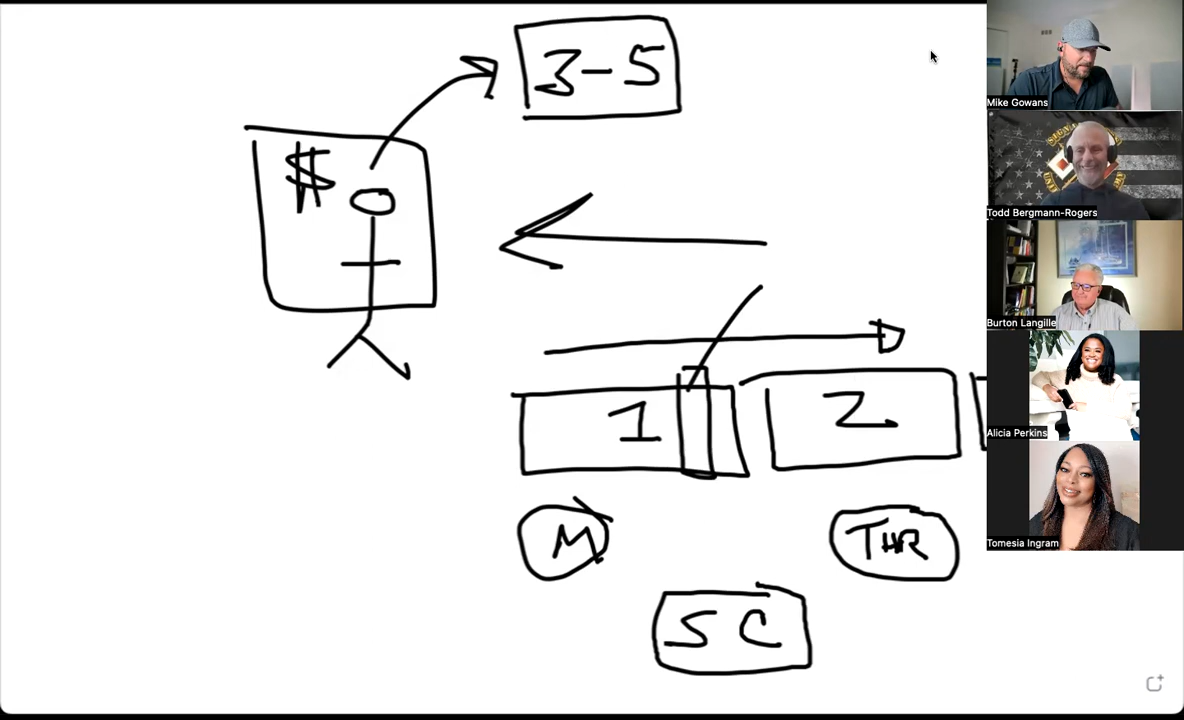 3-5
$
1
2
M
THR
SC
Mike Gowans
Todd Bergmann-Rogers
Burton Langille
Alicia Perkins
Tomesia Ingram